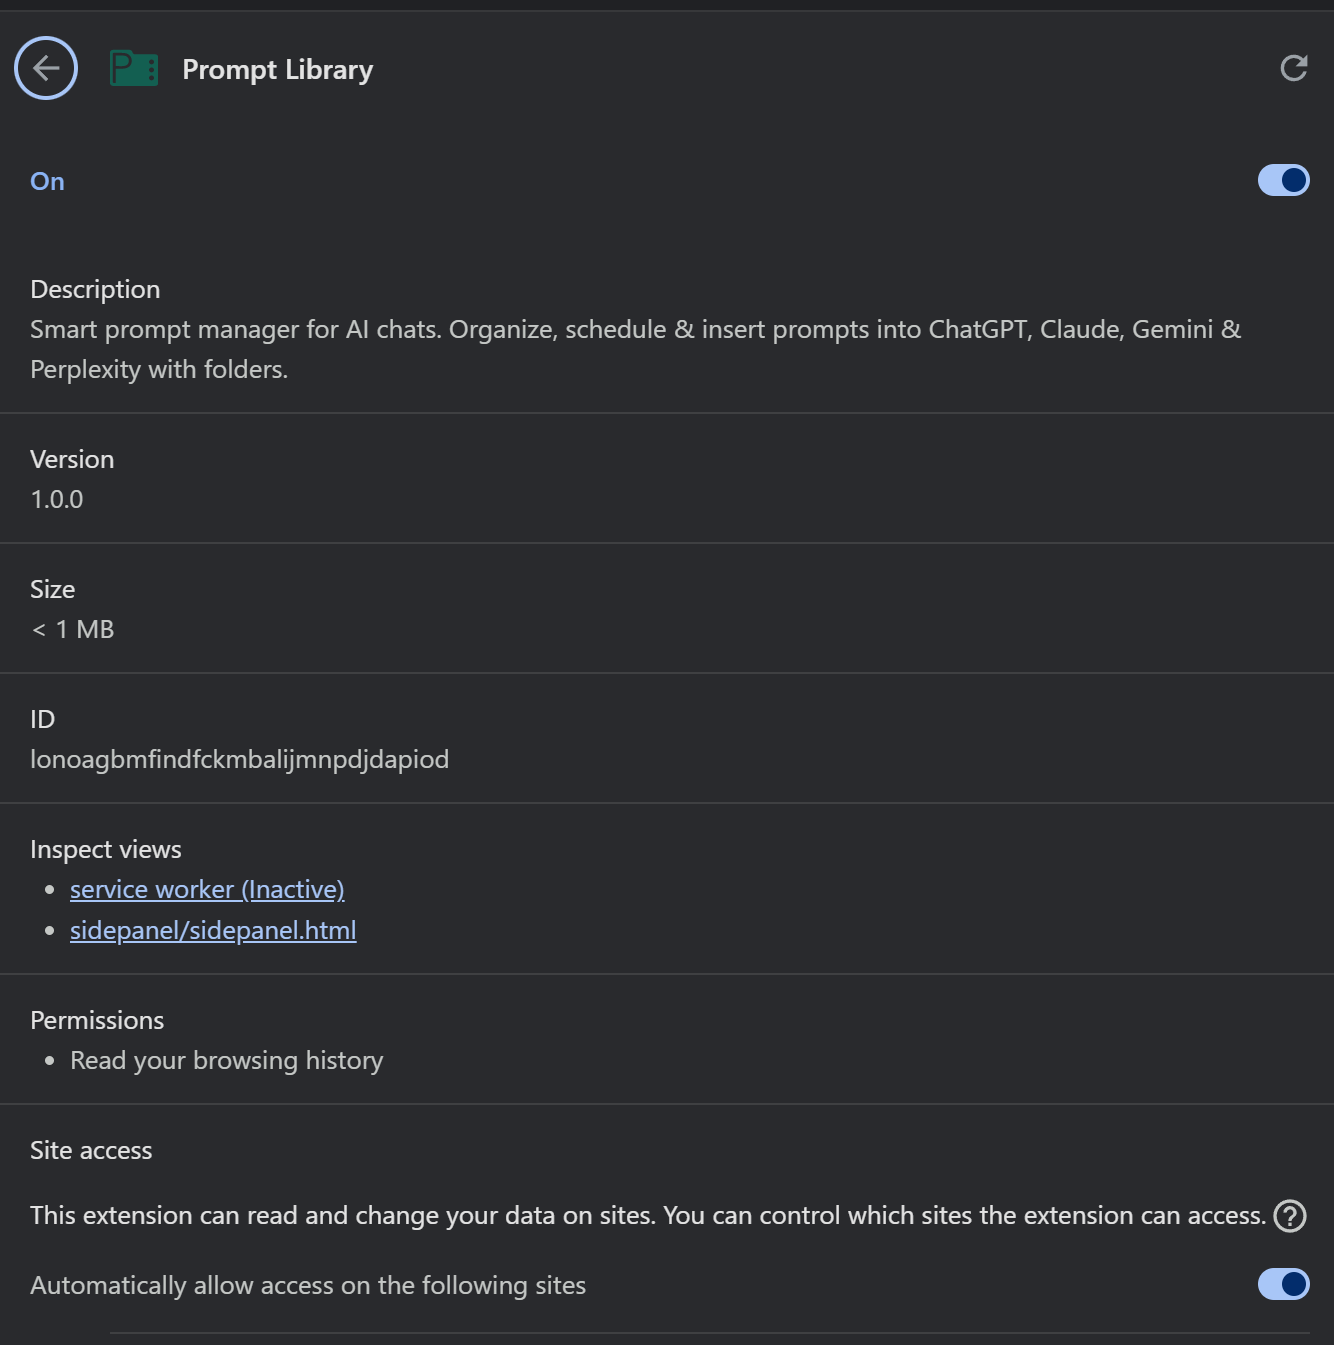 Prompt Library
On
Description
Smart prompt manager for AI chats. Organize, schedule & insert prompts into ChatGPT, Claude, Gemini &
Perplexity with folders.
Version
1.0.0
Size
< 1 MB
ID
lonoagbmfindfckmbalijmnpdjdapiod
Inspect views
service worker (Inactive)
sidepanel/sidepanel.html
Permissions
Read your browsing history
Site access
This extension can read and change your data on sites. You can control which sites the extension can access.
Automatically allow access on the following sites